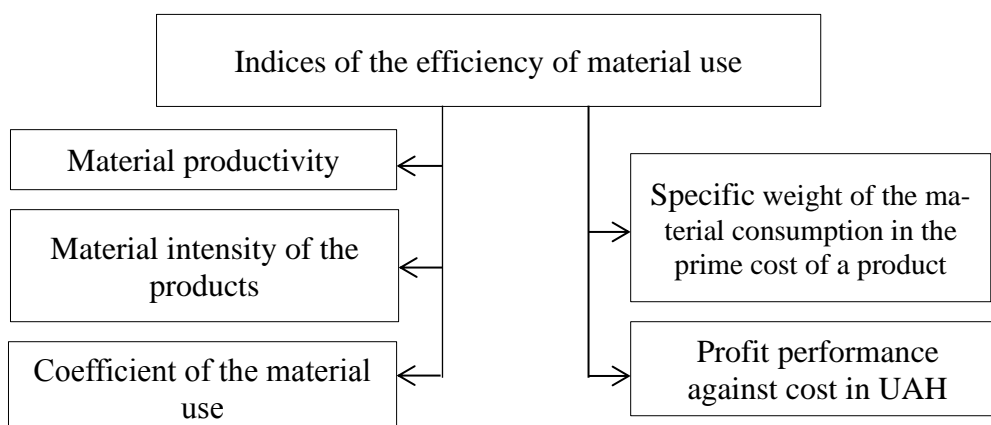 Indices of the efficiency of material use
Material productivity
Material intensity of the
products
Coefficient of the material
use
Specific weight of the ma-
terial consumption in the
prime cost of a product
Profit performance
against cost in UAH